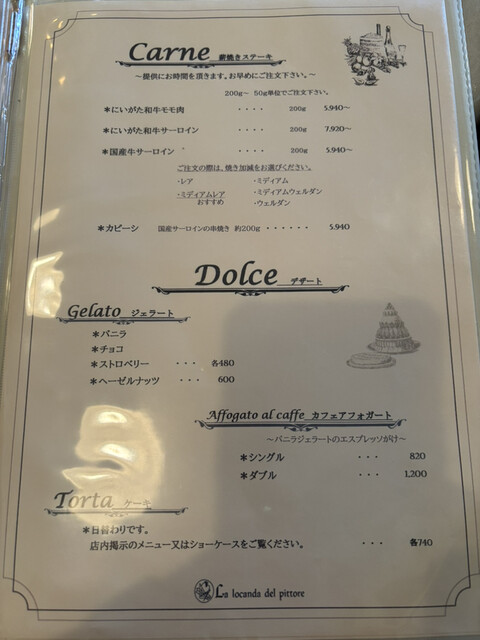 Carne 薪焼きステーキ
～提供にお時間を頂きます。お早めにご注文下さい。～
200g～ 50g単位でご注文下さい。
＊にいがた和牛モモ肉 ・・・・ 200g 5.940～
＊にいがた和牛サーロイン ・・・・ 200g 7.920～
＊国産牛サーロイン ・・・・ 200g 5.940～
ご注文の際は、焼き加減をお選びください。
・レア ・ミディアム
・ミディアムレア ・ミディアムウェルダン
おすすめ ・ウェルダン
＊カピーシ 国産サーロインの串焼き 約200g ・・・・・・ 5.940
Dolce デザート
Gelato ジェラート
＊バニラ
＊チョコ
＊ストロベリー ・・・ 各480
＊ヘーゼルナッツ ・・・ 600
Affogato al caffe カフェアフォガート
～バニラジェラートのエスプレッソがけ～
＊シングル ・・・ 820
＊ダブル ・・・ 1,200
Torta ケーキ
＊日替わりです。
店内掲示のメニュー又はショーケースをご覧ください。 ・・・ 各740
La locanda del pittore